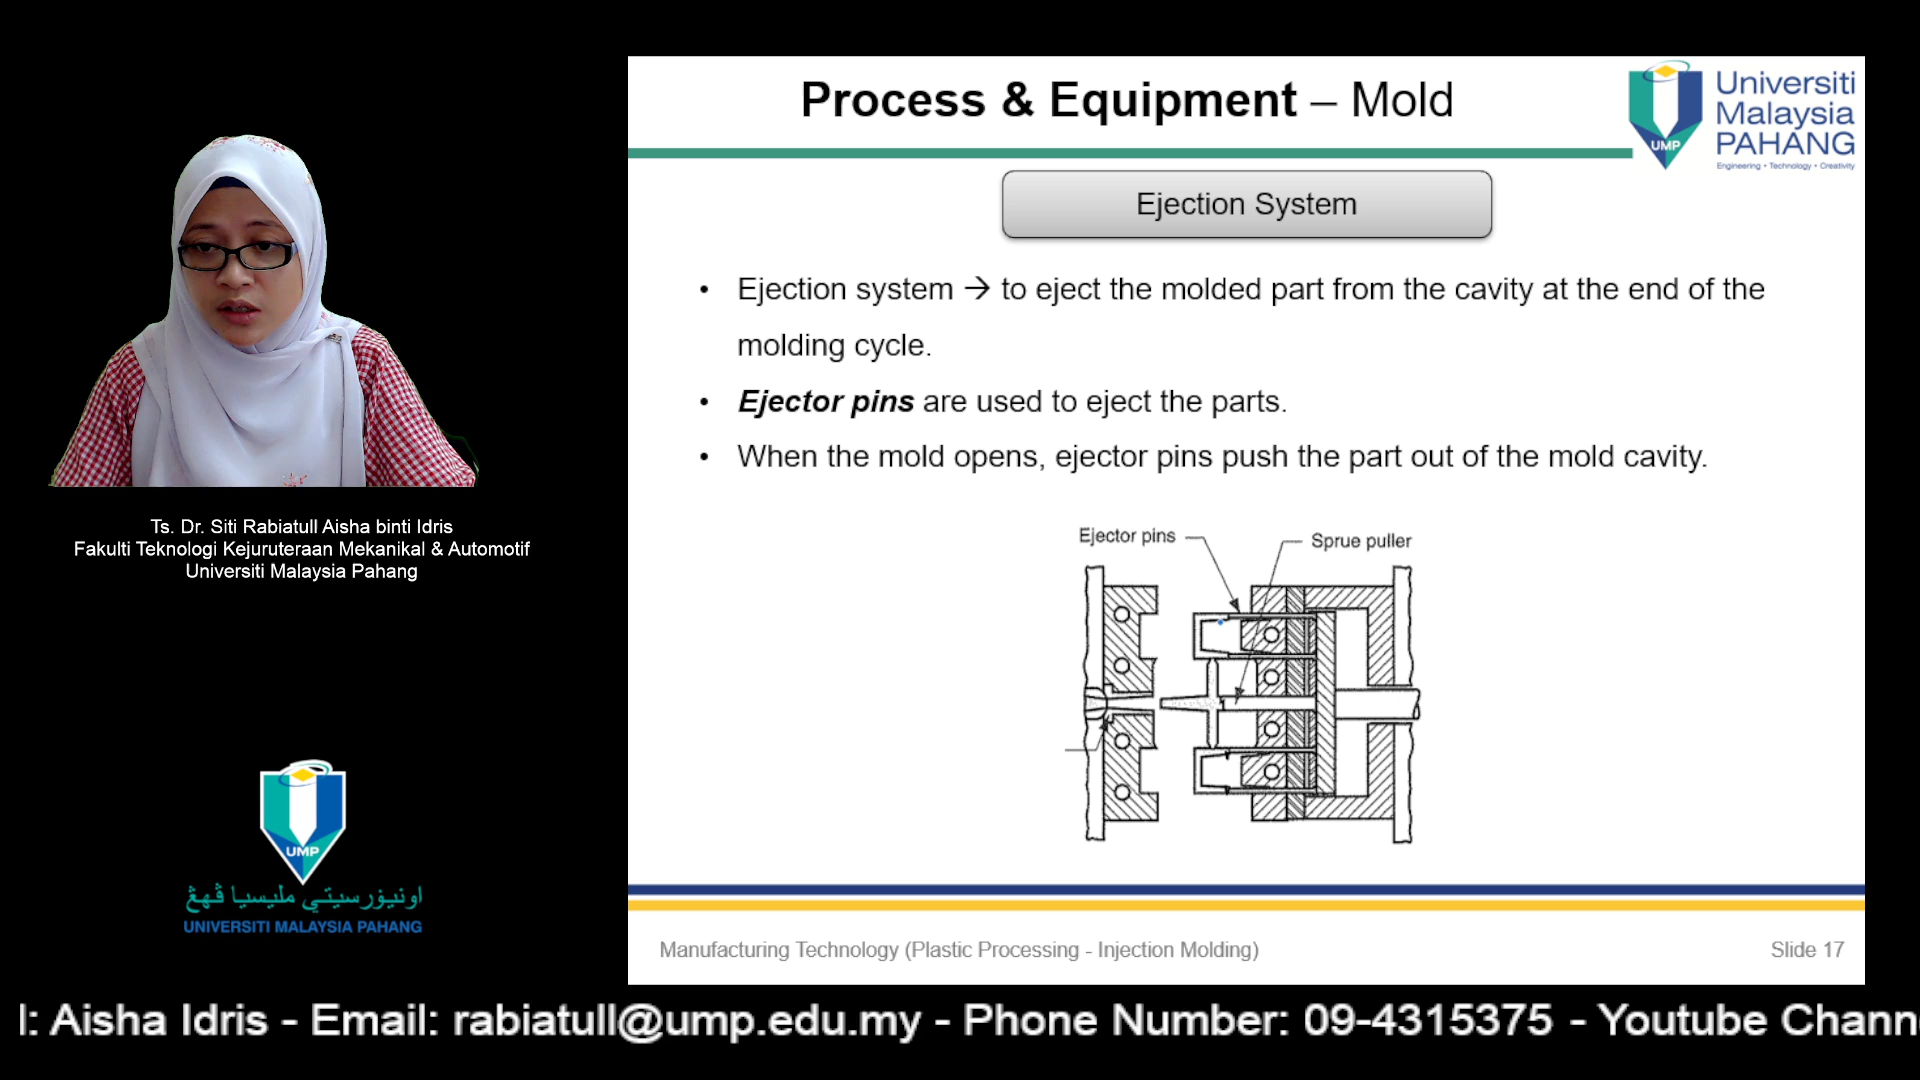 Process & Equipment – Mold
Universiti
Malaysia
PAHANG
Engineering • Technology • Creativity
UMP
Ejection System
• Ejection system → to eject the molded part from the cavity at the end of the
molding cycle.
• Ejector pins are used to eject the parts.
• When the mold opens, ejector pins push the part out of the mold cavity.
Ejector pins
Sprue puller
Ts. Dr. Siti Rabiatull Aisha binti Idris
Fakulti Teknologi Kejuruteraan Mekanikal & Automotif
Universiti Malaysia Pahang
UMP
اونيۏرسيتي مليسيا ڤهڠ
UNIVERSITI MALAYSIA PAHANG
Manufacturing Technology (Plastic Processing - Injection Molding)
Slide 17
l: Aisha Idris - Email: rabiatull@ump.edu.my - Phone Number: 09-4315375 - Youtube Chann